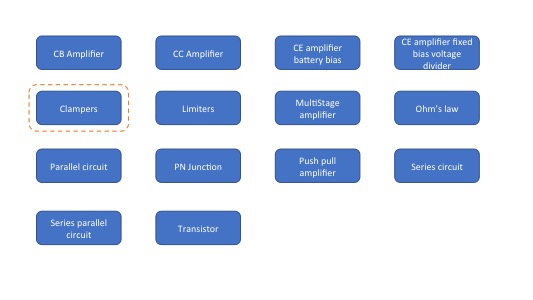 CB Amplifier
CC Amplifier
CE amplifier
battery bias
CE amplifier fixed
bias voltage
divider
Clampers
Limiters
MultiStage
amplifier
Ohm's law
Parallel circuit
PN Junction
Push pull
amplifier
Series circuit
Series parallel
circuit
Transistor